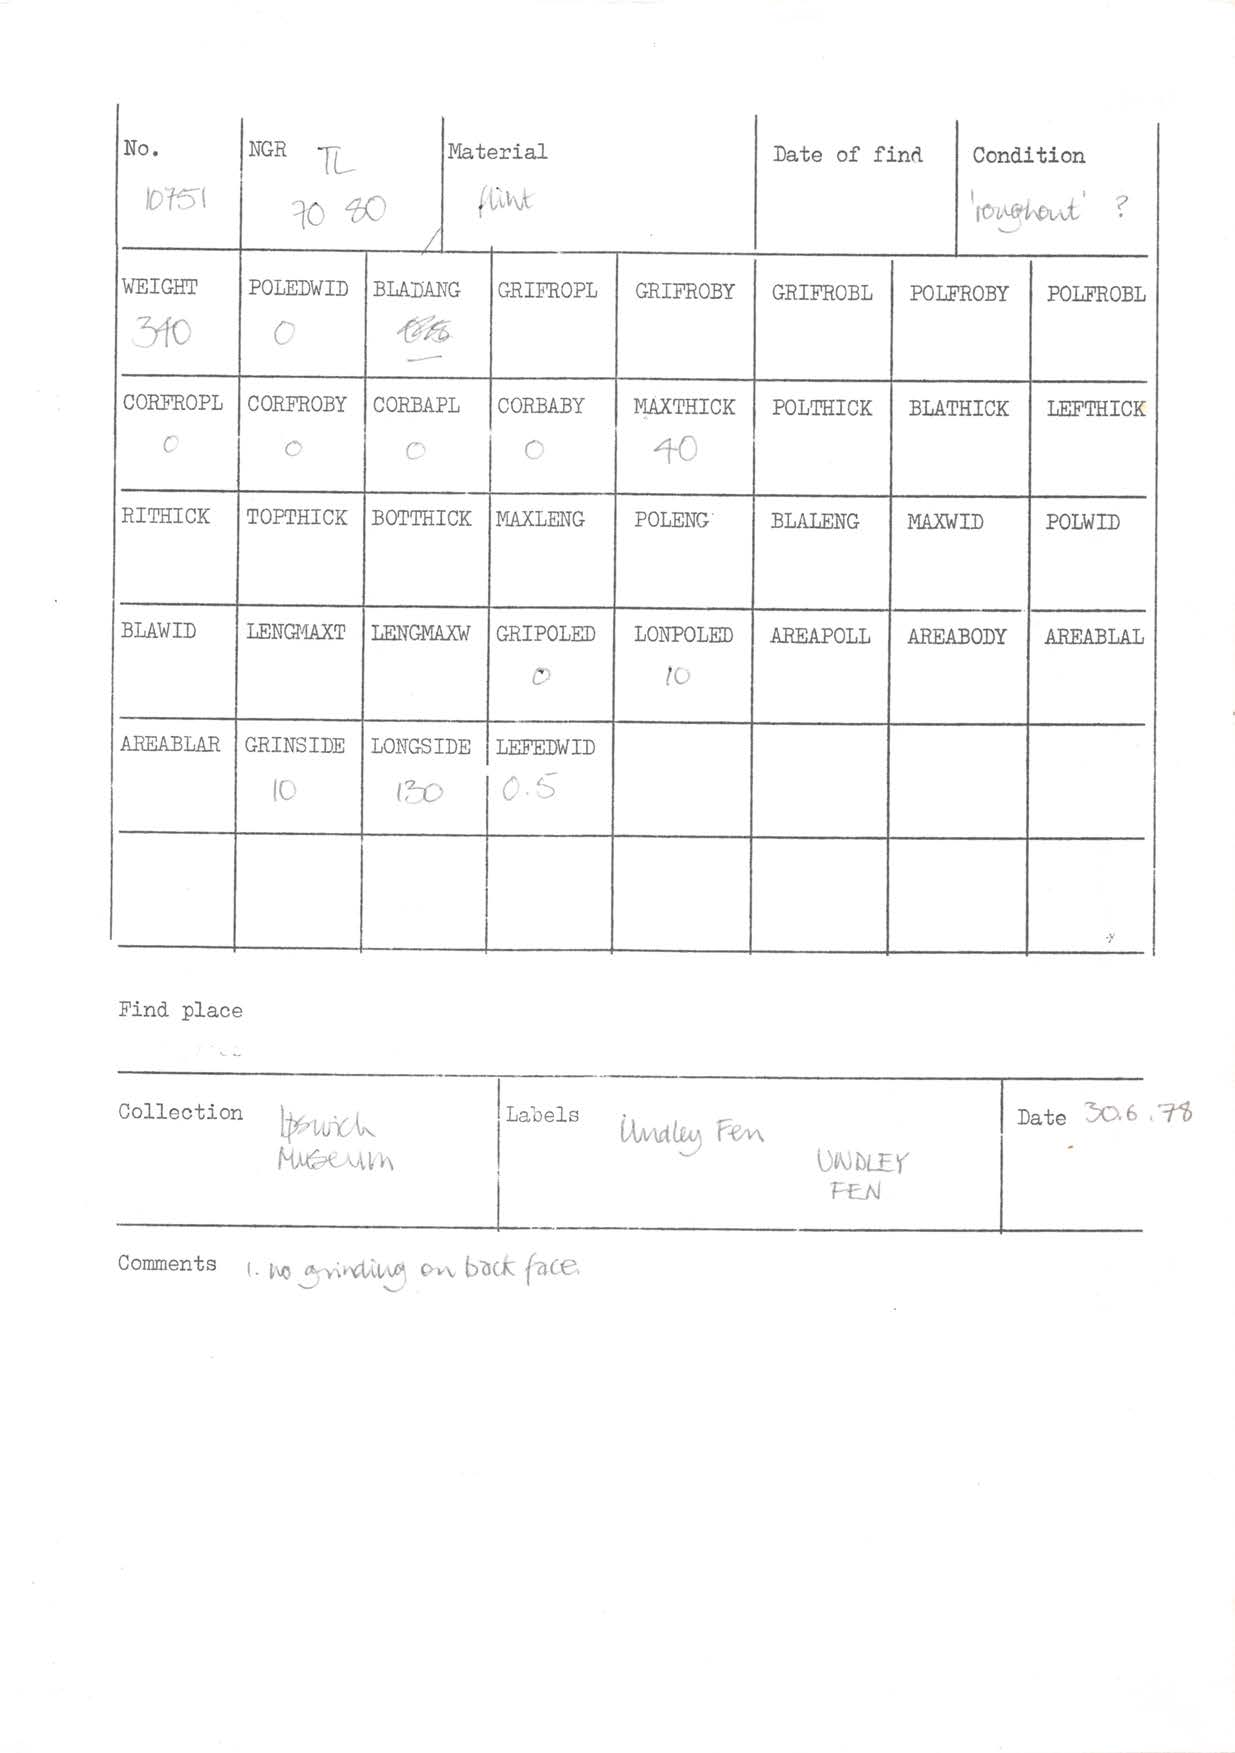 No. NGR TL Material Date of find Condition
10751 70 80 flint 'roughout' ?
WEIGHT POLEDWID BLADANG GRIFROPL GRIFROBY GRIFROBL POLFROBY POLFROBL
340 0
CORFROPL CORFROBY CORBAPL CORBABY MAXTHICK POLTHICK BLATHICK LEFTHICK
0 0 0 0 40
RITHICK TOPTHICK BOTTHICK MAXLENG POLENG BLALENG MAXWID POLWID
BLAWID LENGMAXT LENGMAXW GRIPOLED LONPOLED AREAPOLL AREABODY AREABLAL
0 10
AREABLAR GRINSIDE LONGSIDE LEFEDWID
10 130 0.5
Find place
Collection Ipswich Museum
Labels Undley Fen
UNDLEY
FEN
Date 30.6.78
Comments 1. no grinding on back face.